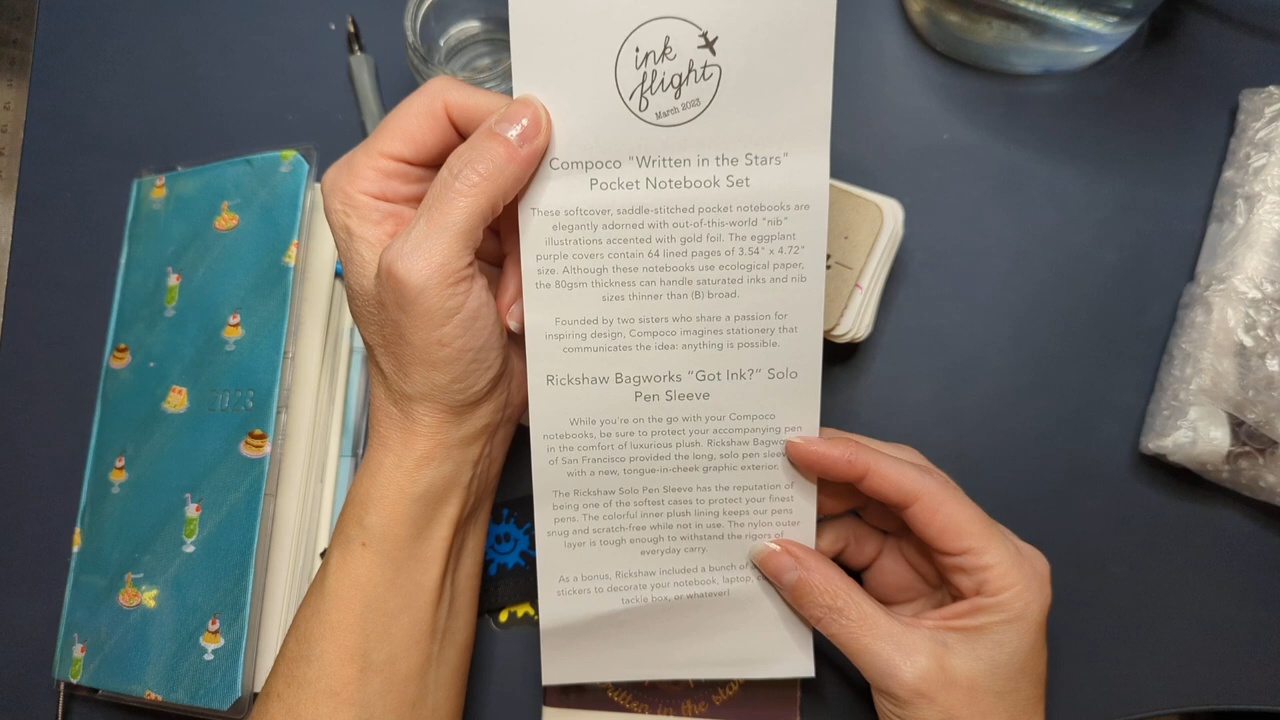 ink
flight
March 2023
Compoco "Written in the Stars"
Pocket Notebook Set
These softcover, saddle-stitched pocket notebooks are
elegantly adorned with out-of-this-world "nib"
illustrations accented with gold foil. The eggplant
purple covers contain 64 lined pages of 3.54" x 4.72"
size. Although these notebooks use ecological paper,
the 80gsm thickness can handle saturated inks and nib
sizes thinner than (B) broad.
Founded by two sisters who share a passion for
inspiring design, Compoco imagines stationery that
communicates the idea: anything is possible.
Rickshaw Bagworks "Got Ink?" Solo
Pen Sleeve
While you're on the go with your Compoco
notebooks, be sure to protect your accompanying pen
in the comfort of luxurious plush. Rickshaw Bagwo
of San Francisco provided the long, solo pen sleev
with a new, tongue-in-cheek graphic exterior.
The Rickshaw Solo Pen Sleeve has the reputation of
being one of the softest cases to protect your finest
pens. The colorful inner plush lining keeps our pens
snug and scratch-free while not in use. The nylon outer
layer is tough enough to withstand the rigors of
everyday carry.
As a bonus, Rickshaw included a bunch of
stickers to decorate your notebook, laptop,
tackle box, or whatever!
2023
written in the star